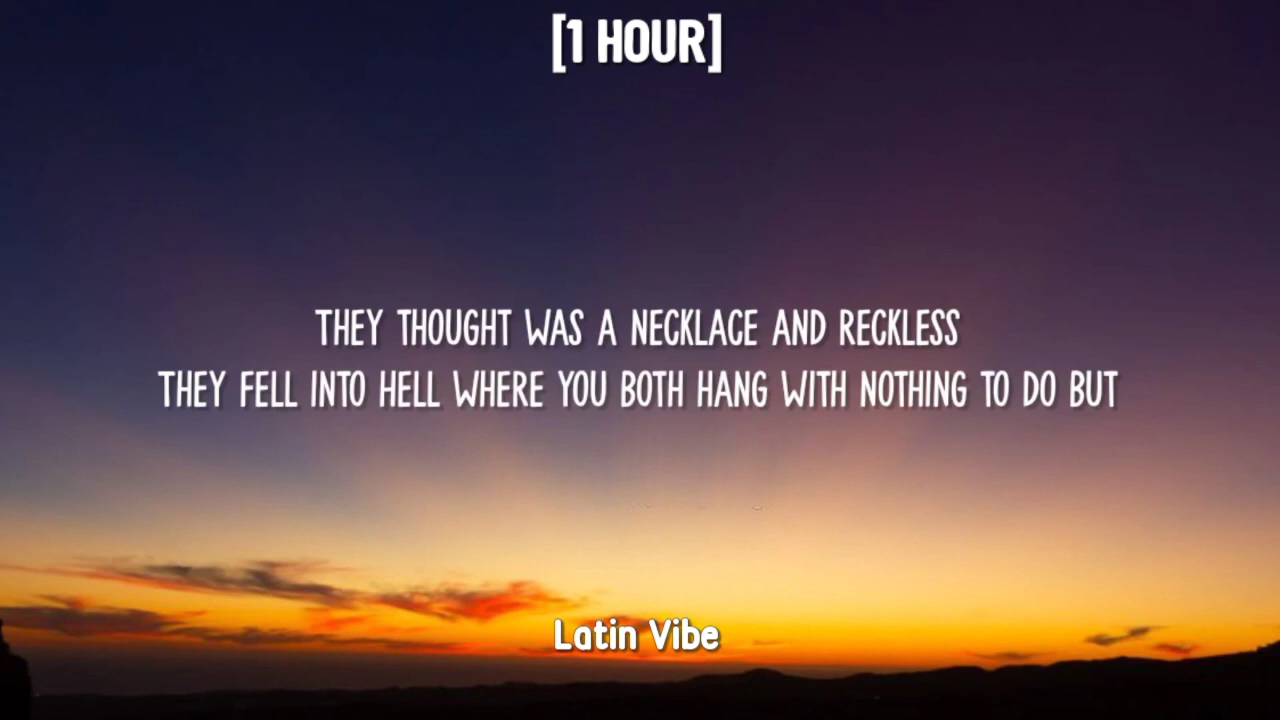 [1 HOUR]
THEY THOUGHT WAS A NECKLACE AND RECKLESS
THEY FELL INTO HELL WHERE YOU BOTH HANG WITH NOTHING TO DO BUT
Latin Vibe